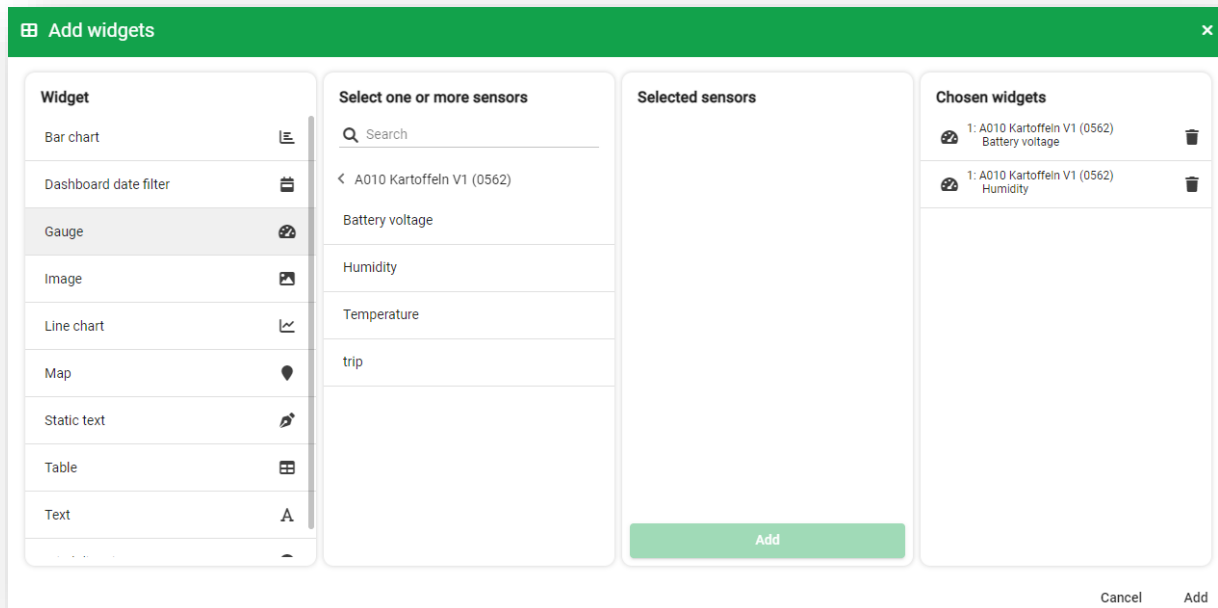 Add widgets
Widget
Bar chart
Dashboard date filter
Gauge
Image
Line chart
Map
Static text
Table
Text
Select one or more sensors
Search
A010 Kartoffeln V1 (0562)
Battery voltage
Humidity
Temperature
trip
Selected sensors
Add
Chosen widgets
1: A010 Kartoffeln V1 (0562)
Battery voltage
1: A010 Kartoffeln V1 (0562)
Humidity
Cancel
Add